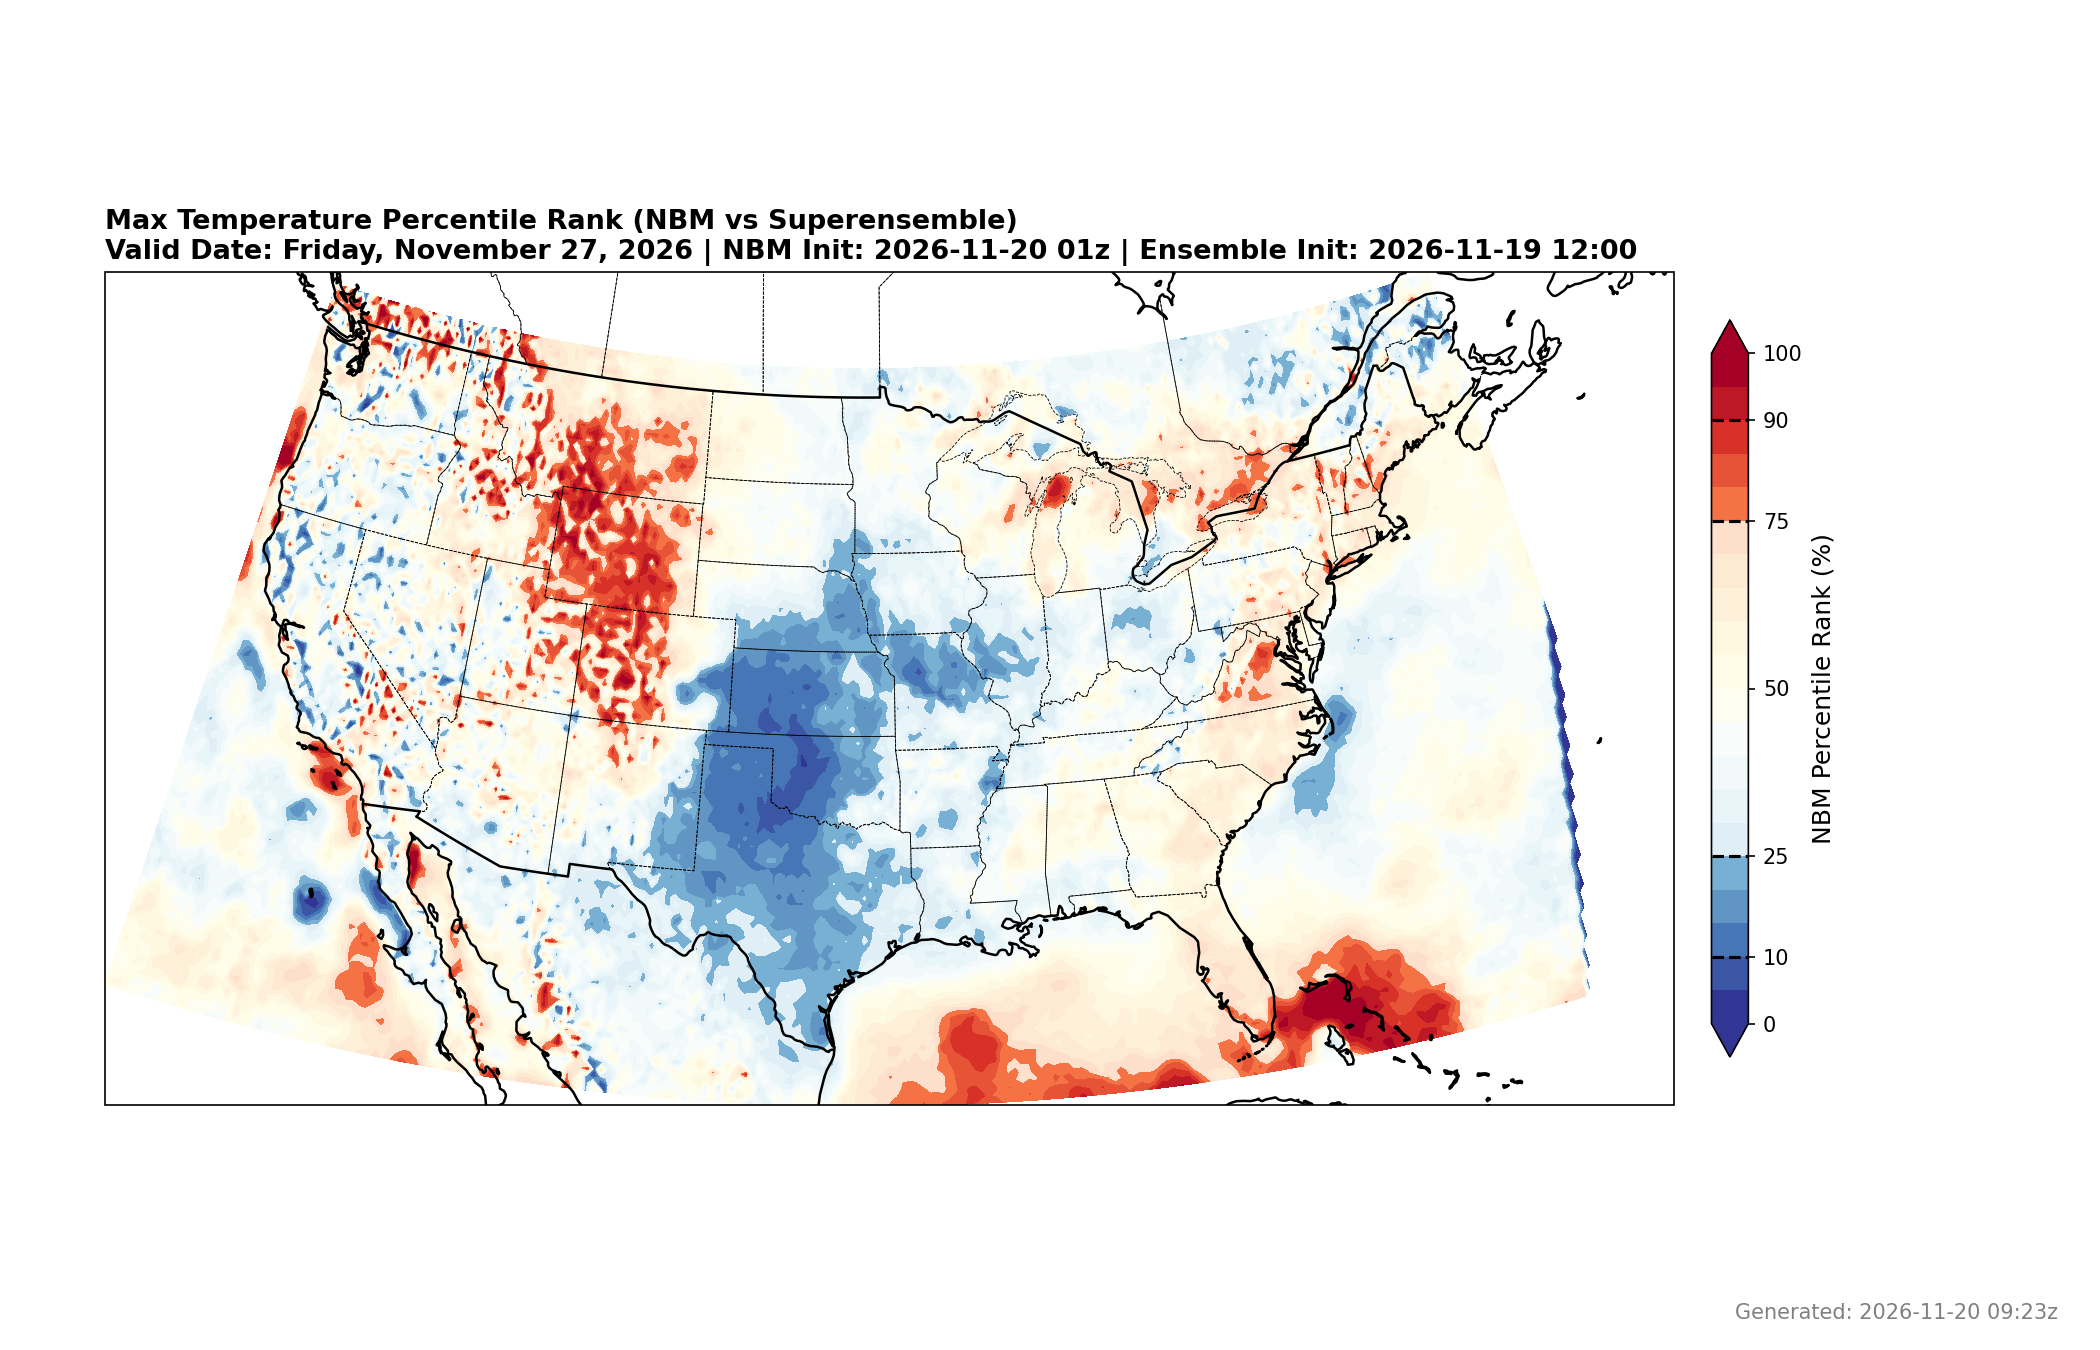 Max Temperature Percentile Rank (NBM vs Superensemble)
Valid Date: Friday, November 27, 2026 | NBM Init: 2026-11-20 01z | Ensemble Init: 2026-11-19 12:00
100
90
75
50
25
10
0
NBM Percentile Rank (%)
Generated: 2026-11-20 09:23z